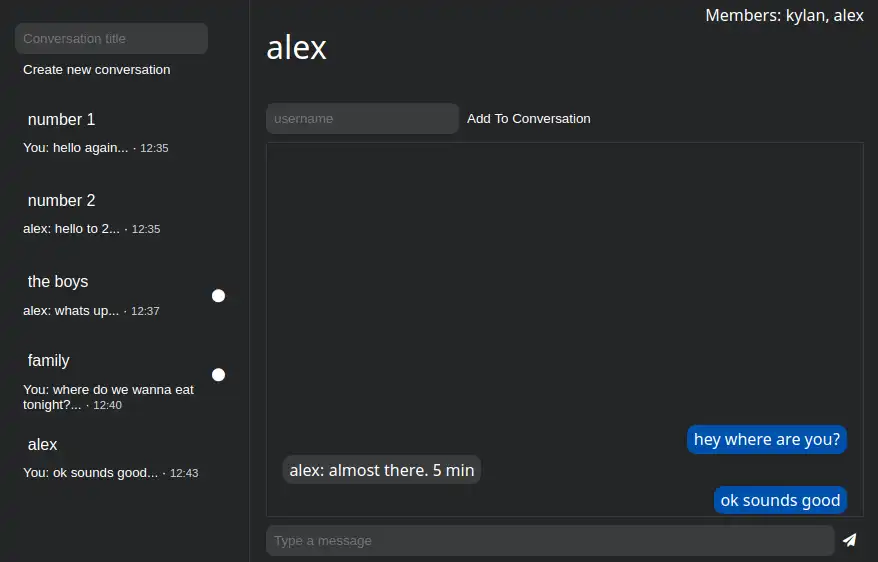 Conversation title
Create new conversation
number 1
You: hello again... · 12:35
number 2
alex: hello to 2... · 12:35
the boys
alex: whats up... · 12:37
family
You: where do we wanna eat
tonight?... · 12:40
alex
You: ok sounds good... · 12:43
Members: kylan, alex
alex
username
Add To Conversation
hey where are you?
alex: almost there. 5 min
ok sounds good
Type a message